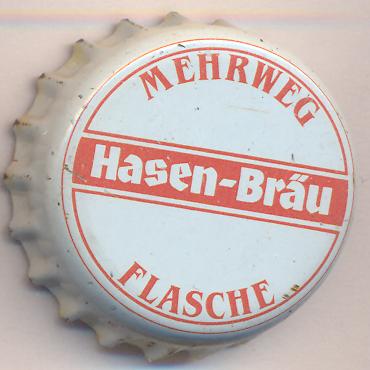 MEHRWEG
Hasen-Bräu
FLASCHE